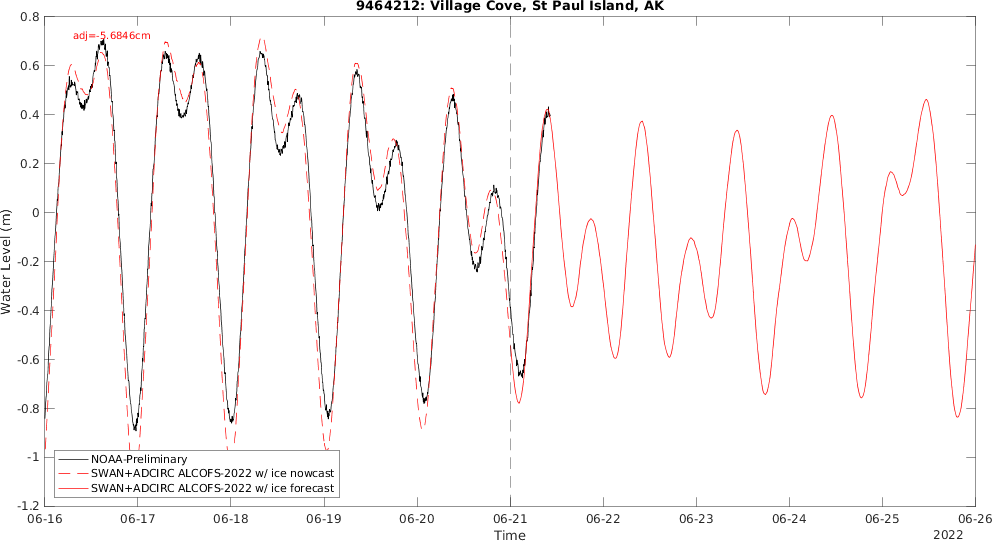 9464212: Village Cove, St Paul Island, AK
adj=-5.6846cm
0.8
0.6
0.4
0.2
0
-0.2
-0.4
-0.6
-0.8
-1
-1.2
Water Level (m)
NOAA-Preliminary
SWAN+ADCIRC ALCOFS-2022 w/ ice nowcast
SWAN+ADCIRC ALCOFS-2022 w/ ice forecast
06-16 06-17 06-18 06-19 06-20 06-21 06-22 06-23 06-24 06-25 06-26
Time
2022